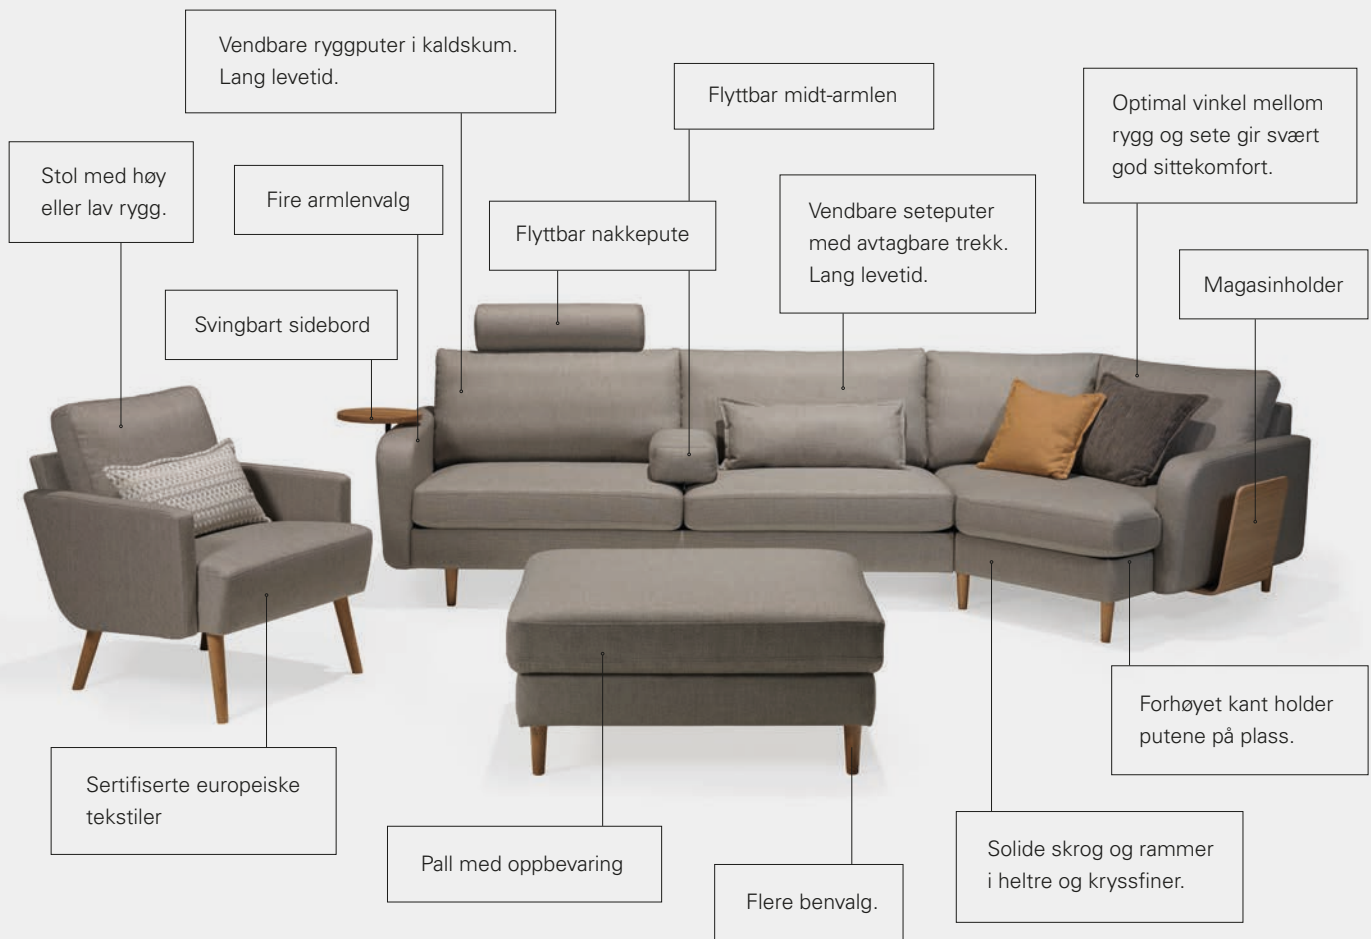 Vendbare ryggputer i kaldskum.
Lang levetid.
Flyttbar midt-armlen
Optimal vinkel mellom
rygg og sete gir svært
god sittekomfort.
Stol med høy
eller lav rygg.
Fire armlenvalg
Flyttbar nakkepute
Vendbare seteputer
med avtagbare trekk.
Lang levetid.
Magasinholder
Svingbart sidebord
Forhøyet kant holder
putene på plass.
Sertifiserte europeiske
tekstiler
Pall med oppbevaring
Flere benvalg.
Solide skrog og rammer
i heltre og kryssfiner.